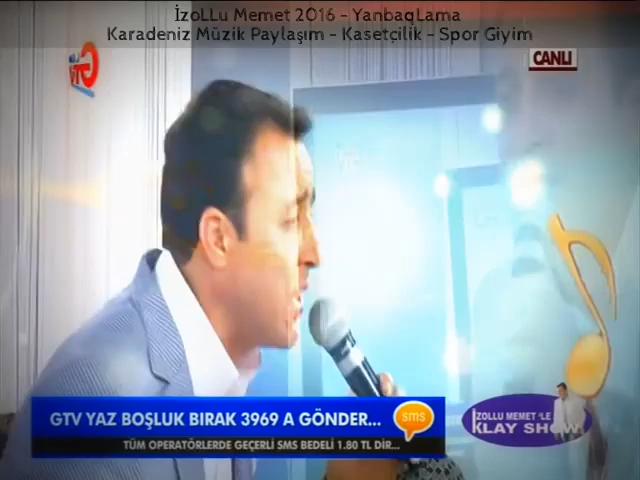 İzoLLu Memet 2016 - YanbaqLama
Karadeniz Müzik Paylaşım - Kasetçilik - Spor Giyim
GTV
CANLI
GTV YAZ BOŞLUK BIRAK 3969 A GÖNDER...
sms
TÜM OPERATÖRLERDE GEÇERLİ SMS BEDELİ 1.80 TL DİR...
İZOLLU MEMET 'LE
KLAY SHOW